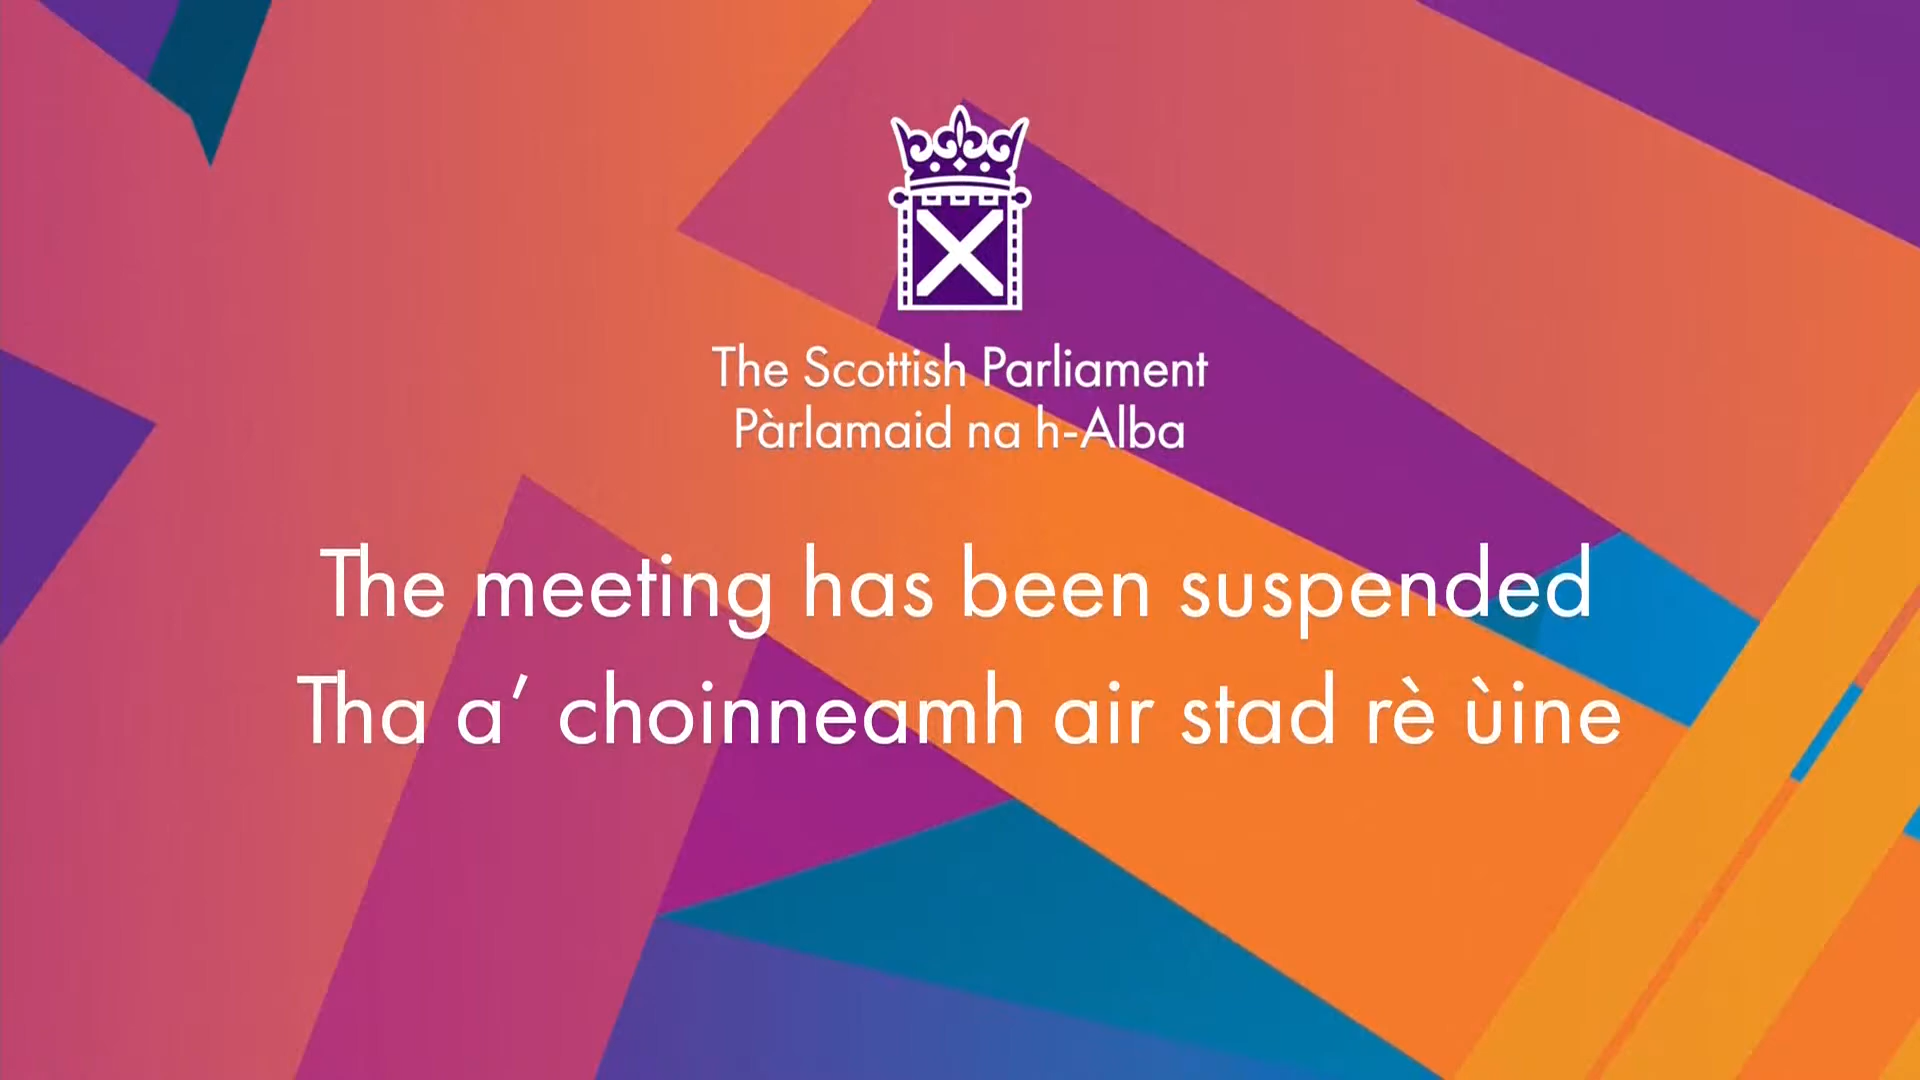 The Scottish Parliament
Pàrlamaid na h-Alba
The meeting has been suspended
Tha a’ choinneamh air stad rè ùine